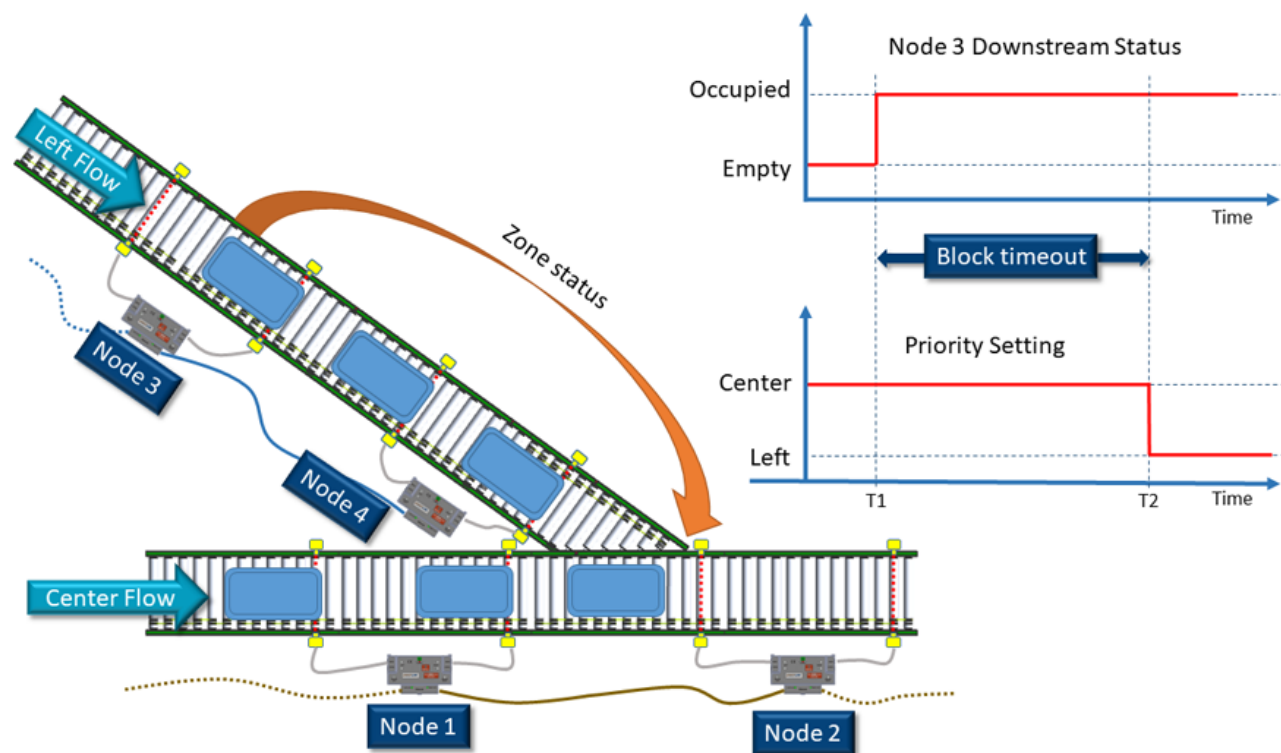 Node 3 Downstream Status
Occupied
Empty
Time
Block timeout
Priority Setting
Center
Left
T1
T2
Time
Left Flow
Zone status
Node 3
Node 4
Center Flow
Node 1
Node 2